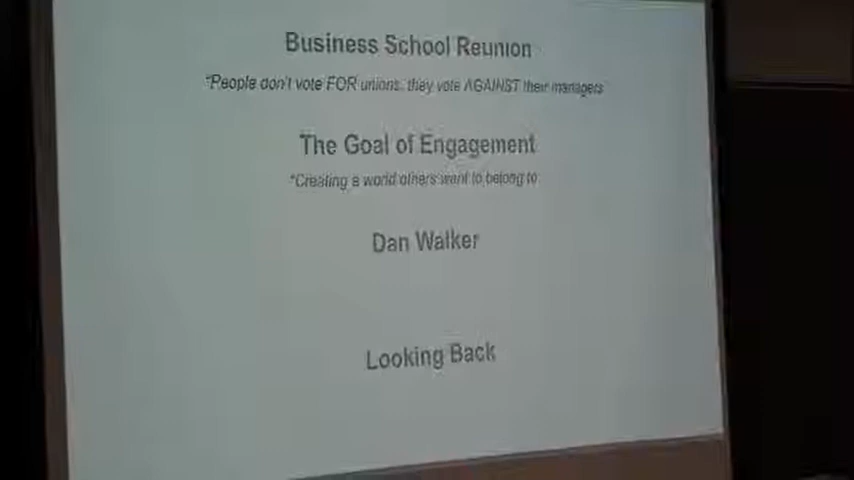 Business School Reunion
"People don't vote FOR unions, they vote AGAINST their managers
The Goal of Engagement
"Creating a world others want to belong to
Dan Walker
Looking Back